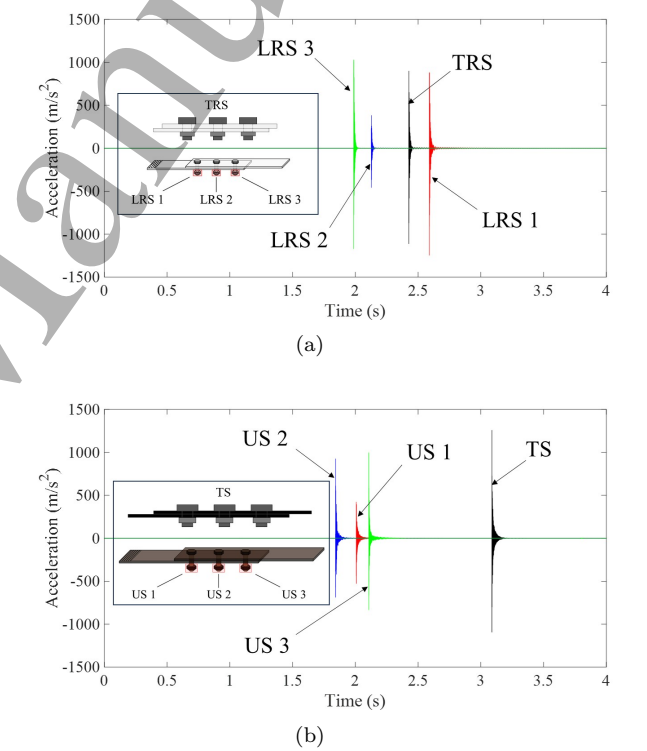 1500
1000
500
0
-500
-1000
-1500
Acceleration (m/s²)
LRS 3
TRS
LRS 2
LRS 1
TRS
LRS 1 LRS 2 LRS 3
0 0.5 1 1.5 2 2.5 3 3.5 4
Time (s)
(a)
1500
1000
500
0
-500
-1000
-1500
Acceleration (m/s²)
US 2
US 1
TS
US 3
TS
US 1 US 2 US 3
0 0.5 1 1.5 2 2.5 3 3.5 4
Time (s)
(b)